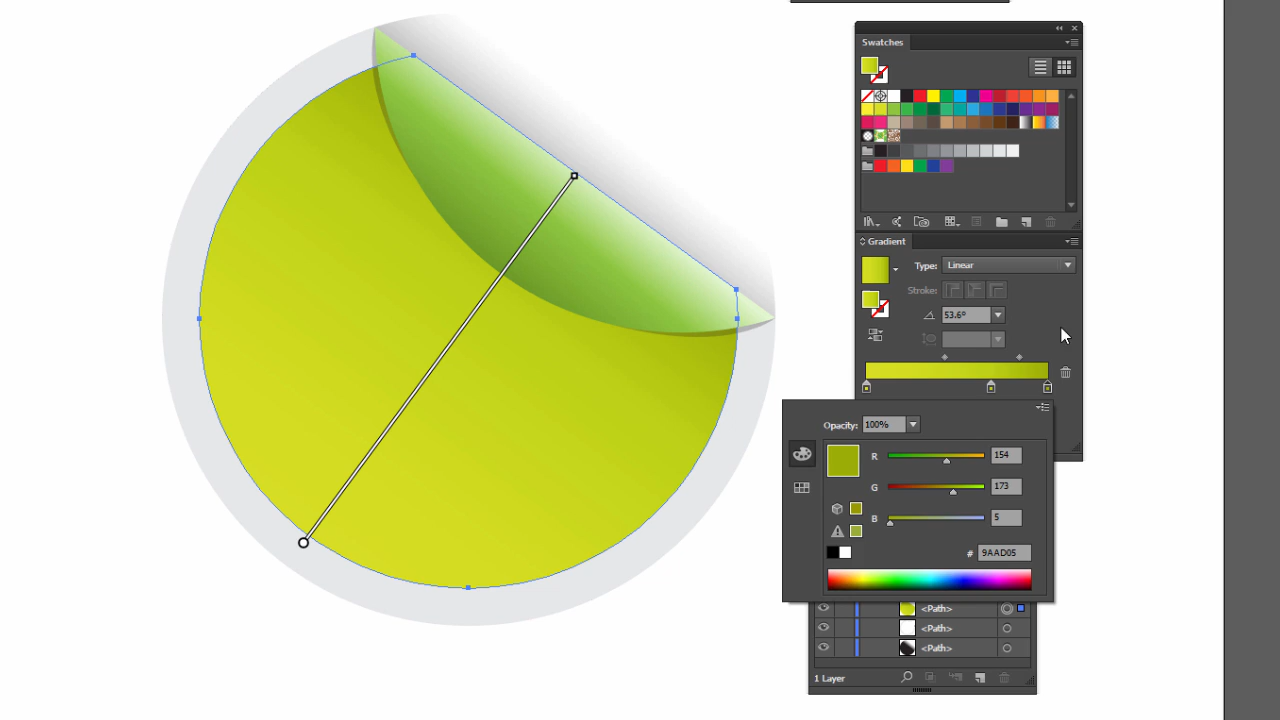 Swatches
Gradient
Type: Linear
Stroke:
53.6°
Opacity: 100%
R 154
G 173
B 5
# 9AAD05
<Path>
<Path>
<Path>
1 Layer